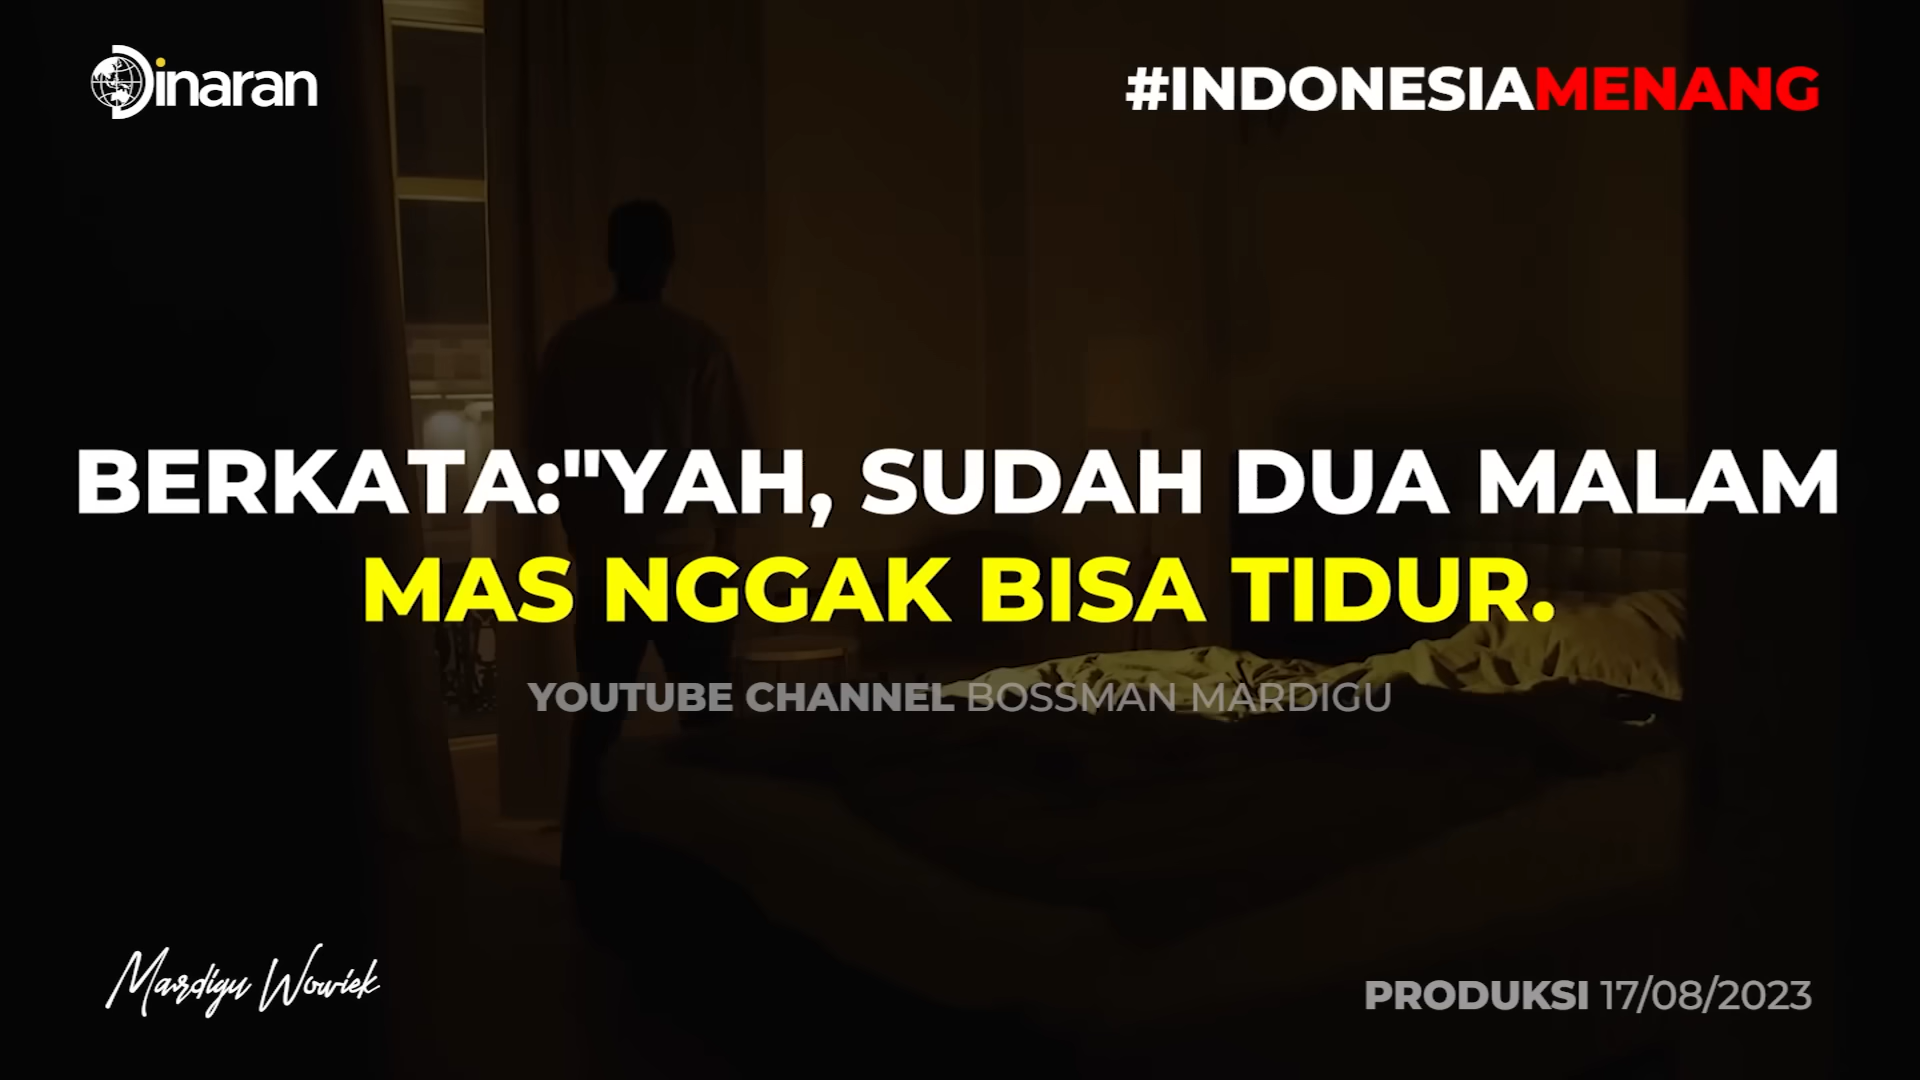 Dinaran
#INDONESIAMENANG
BERKATA:"YAH, SUDAH DUA MALAM
MAS NGGAK BISA TIDUR.
YOUTUBE CHANNEL BOSSMAN MARDIGU
Mardigu Wowiek
PRODUKSI 17/08/2023